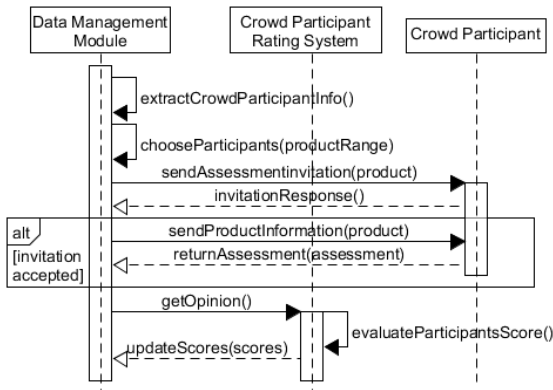 Data Management
Module
Crowd Participant
Rating System
Crowd Participant
extractCrowdParticipantInfo()
chooseParticipants(productRange)
sendAssessmentinvitation(product)
invitationResponse()
alt
sendProductInformation(product)
[invitation
accepted]
returnAssessment(assessment)
getOpinion()
evaluateParticipantsScore()
updateScores(scores)